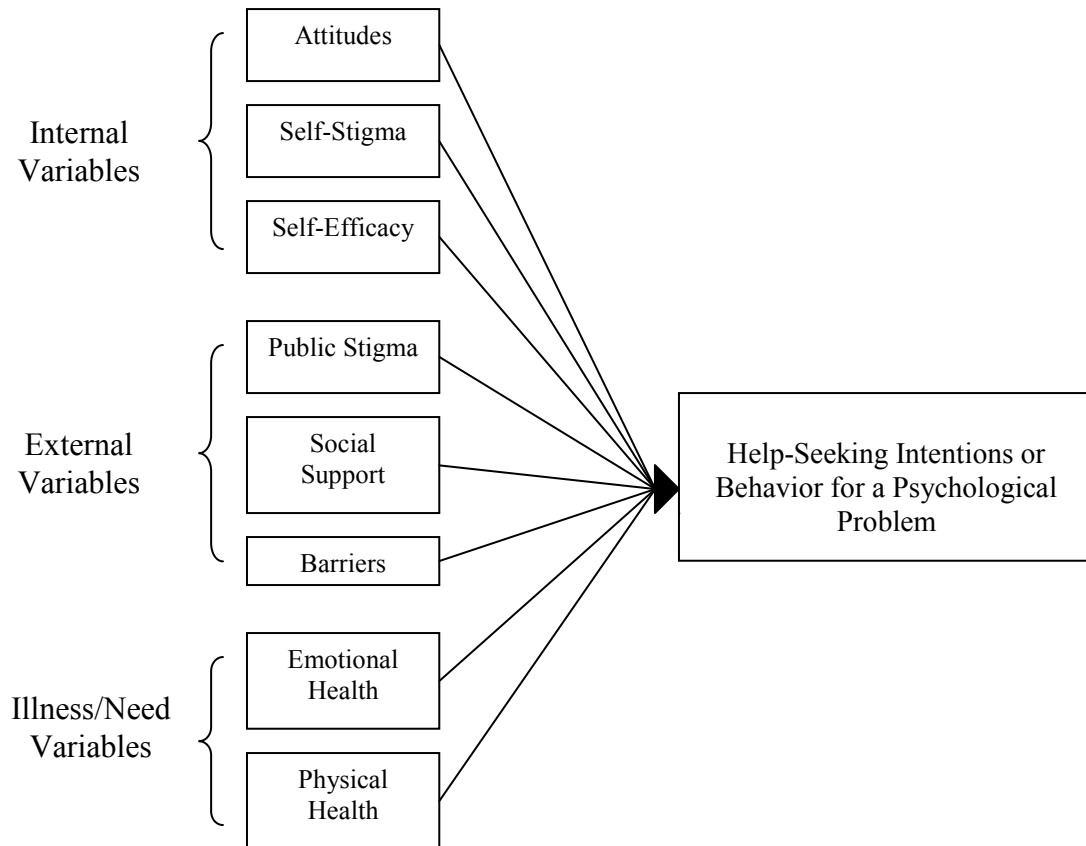 Internal
Variables
Attitudes
Self-Stigma
Self-Efficacy
External
Variables
Public Stigma
Social
Support
Barriers
Illness/Need
Variables
Emotional
Health
Physical
Health
Help-Seeking Intentions or
Behavior for a Psychological
Problem